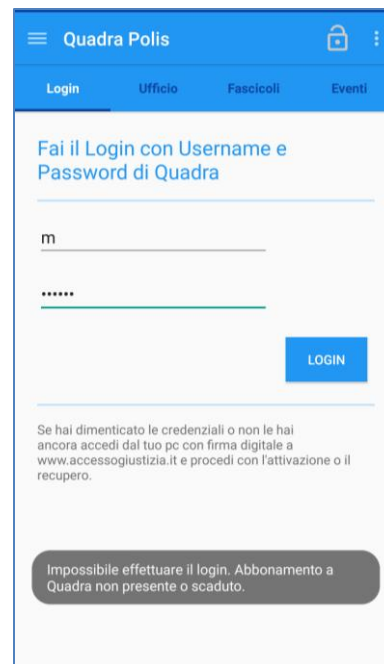 Quadra Polis
Login Ufficio Fascicoli Eventi
Fai il Login con Username e
Password di Quadra
m
••••••
LOGIN
Se hai dimenticato le credenziali o non le hai
ancora accedi dal tuo pc con firma digitale a
www.accessogiustizia.it e procedi con l'attivazione o il
recupero.
Impossibile effettuare il login. Abbonamento a
Quadra non presente o scaduto.